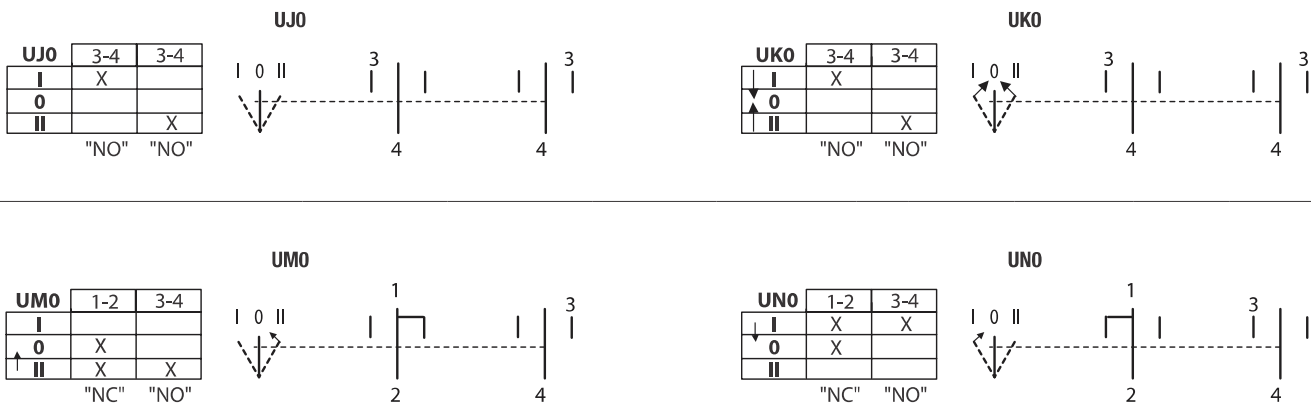 UJ0
UJ0 3-4 3-4
I X
0
II X
"NO" "NO"
I 0 II
3 3
4 4
UK0
UK0 3-4 3-4
I X
0
II X
"NO" "NO"
I 0 II
3 3
4 4
UM0
UM0 1-2 3-4
I
0 X
II X X
"NC" "NO"
I 0 II
1 3
2 4
UN0
UN0 1-2 3-4
I X X
0 X
II
"NC" "NO"
I 0 II
1 3
2 4